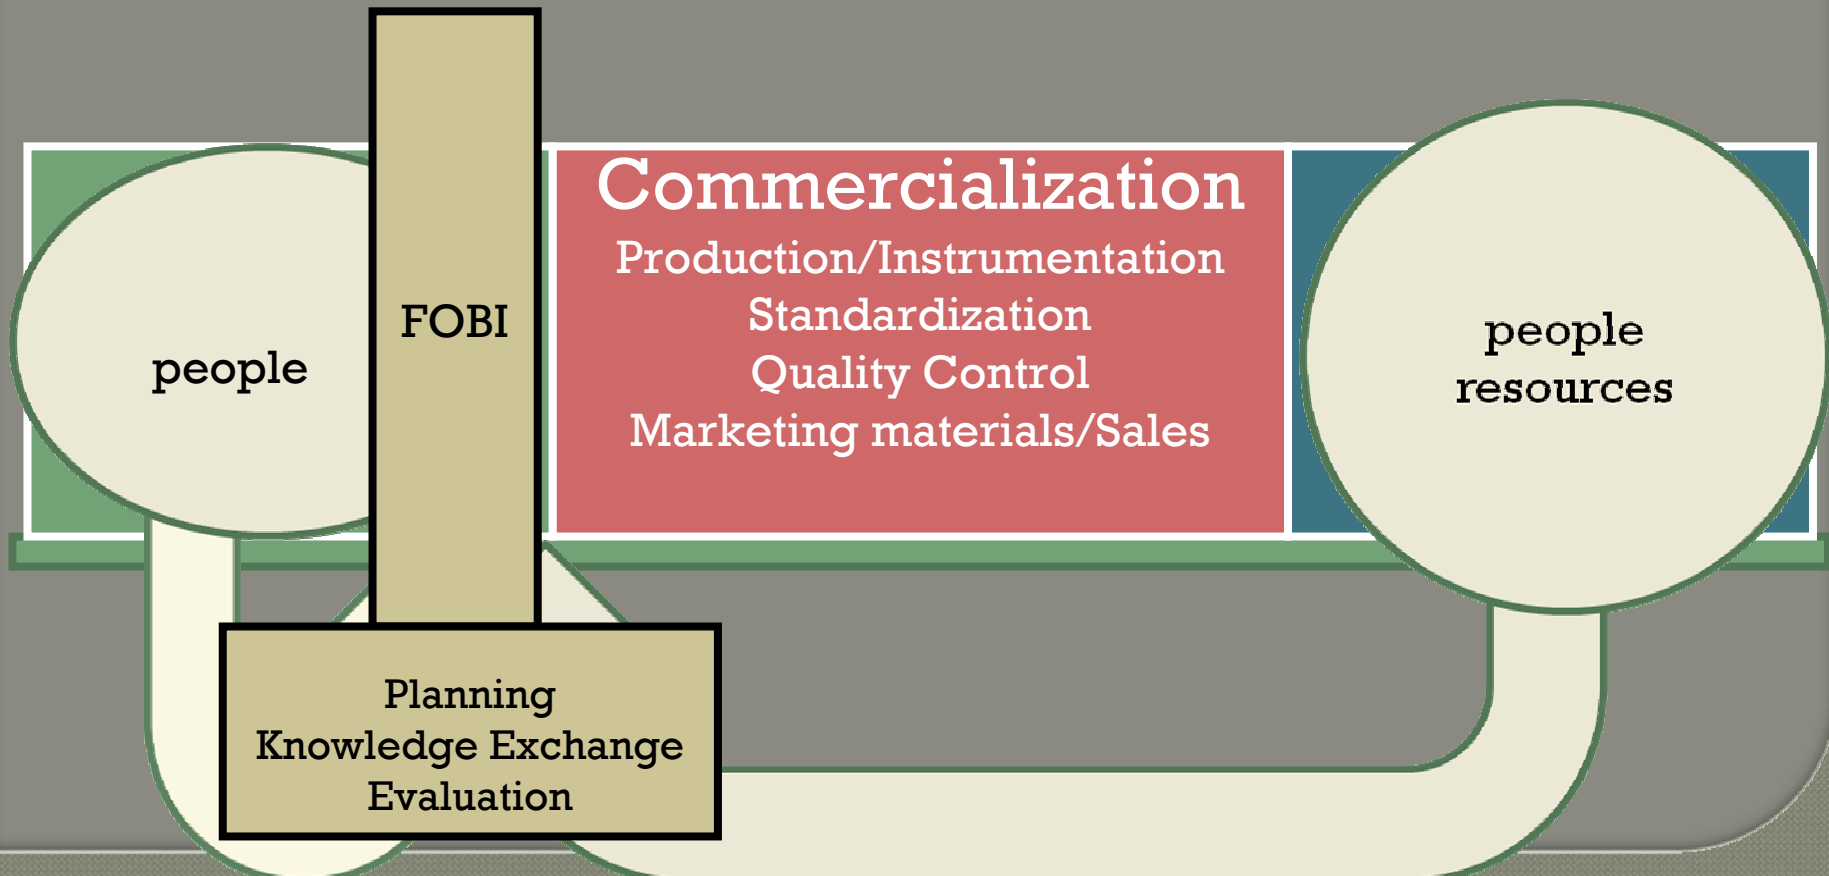 people
FOBI
Commercialization
Production/Instrumentation
Standardization
Quality Control
Marketing materials/Sales
people
resources
Planning
Knowledge Exchange
Evaluation